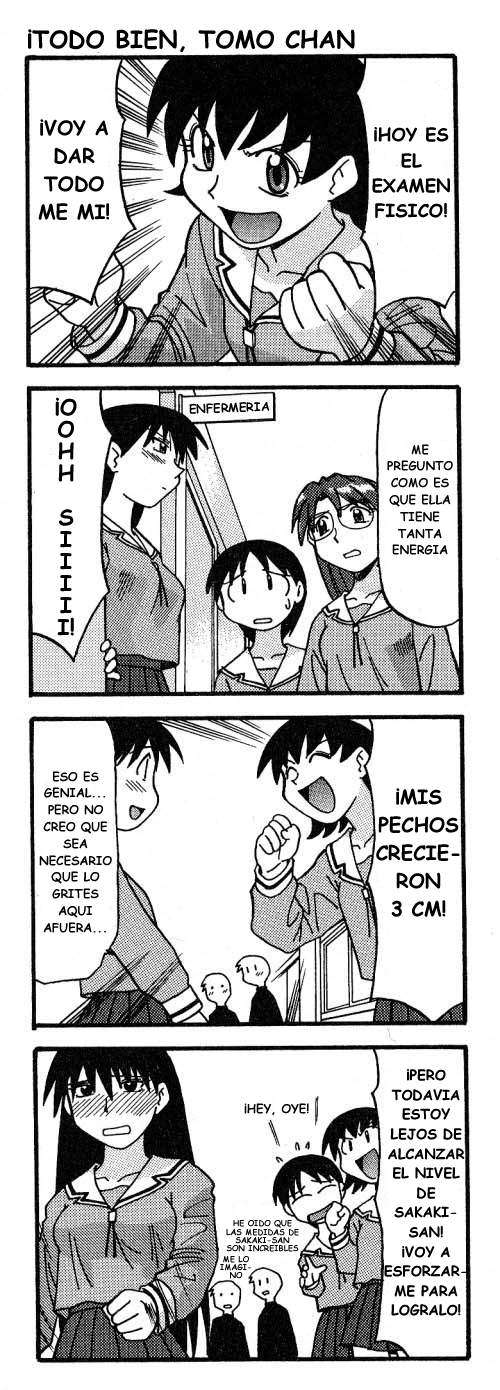 ¡TODO BIEN, TOMO CHAN
¡HOY ES
EL
EXAMEN
FISICO!
¡VOY A
DAR
TODO
ME MI!
ENFERMERIA
ME
PREGUNTO
COMO ES
QUE ELLA
TIENE
TANTA
ENERGIA
¡OOHH SIIIII!
¡MIS
PECHOS
CRECIE-
RON
3 CM!
ESO ES
GENIAL...
PERO NO
CREO QUE
SEA
NECESARIO
QUE LO
GRITES
AQUI
AFUERA...
¡PERO
TODAVIA
ESTOY
LEJOS DE
ALCANZAR
EL NIVEL
DE
SAKAKI-
SAN!
¡VOY A
ESFORZAR-
ME PARA
LOGRALO!
¡HEY, OYE!
HE OIDO QUE
LAS MEDIDAS DE
SAKAKI-SAN
SON INCREIBLES
ME LO
IMAGI-
NO